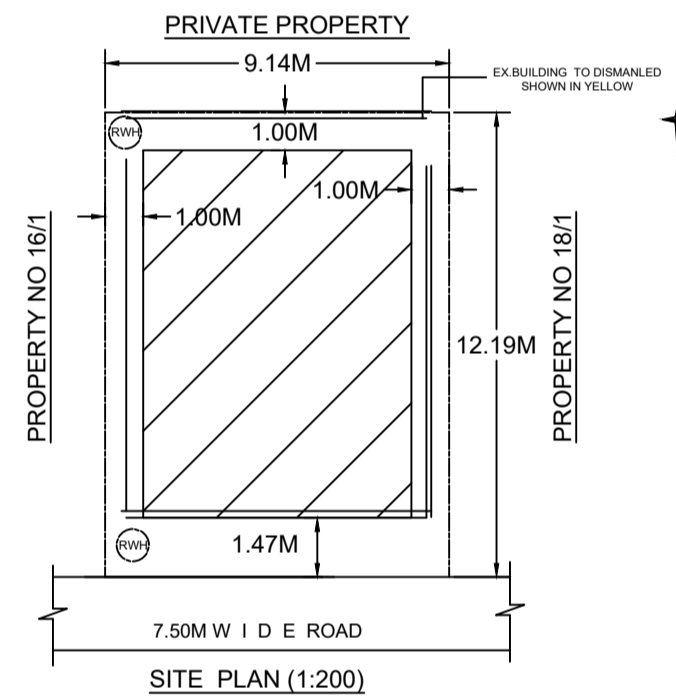 PRIVATE PROPERTY
9.14M
EX.BUILDING TO DISMANLED
SHOWN IN YELLOW
RWH
1.00M
1.00M
1.00M
PROPERTY NO 16/1
PROPERTY NO 18/1
12.19M
RWH
1.47M
7.50M W I D E ROAD
SITE PLAN (1:200)